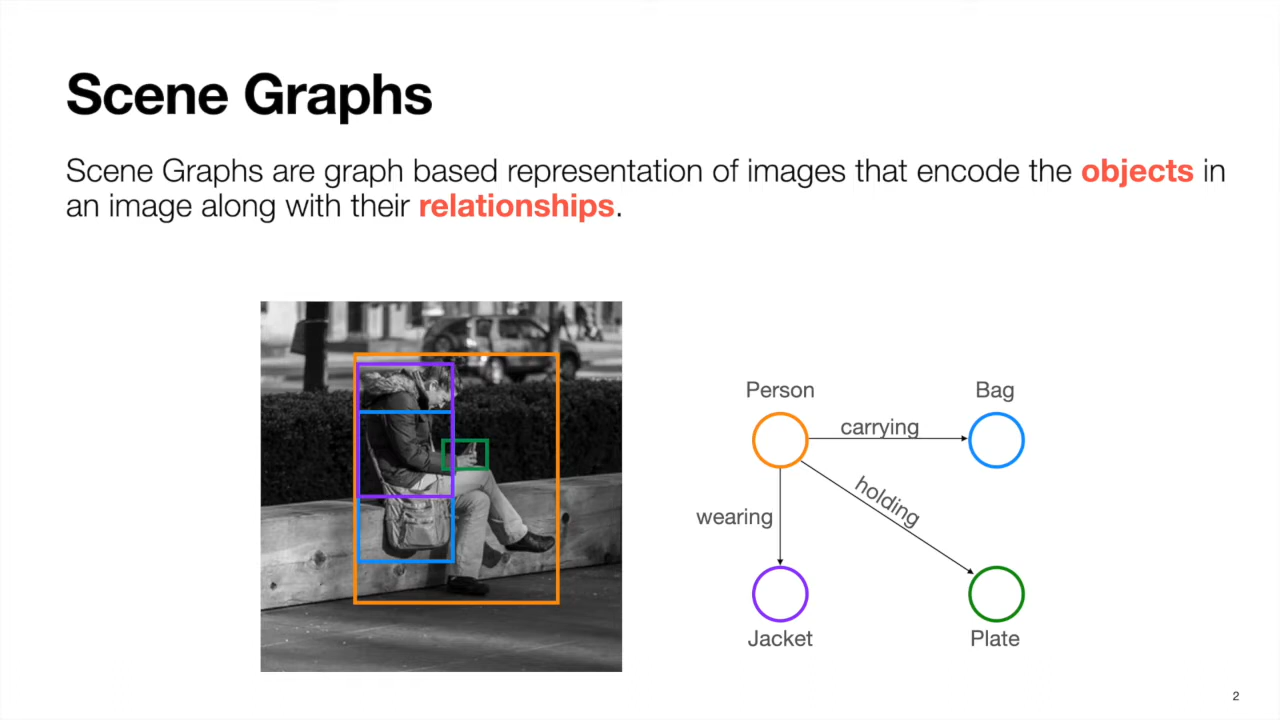 Scene Graphs
Scene Graphs are graph based representation of images that encode the objects in
an image along with their relationships.
Person
Bag
carrying
holding
wearing
Jacket
Plate
2